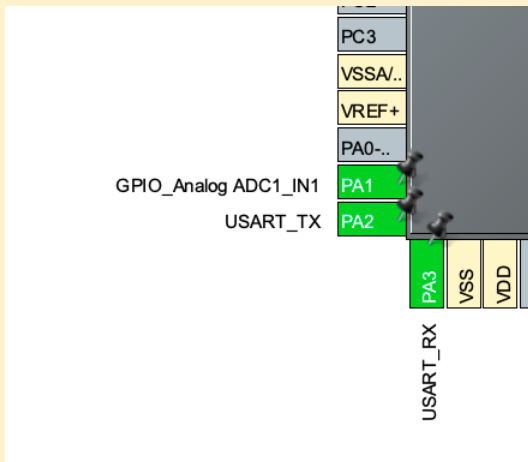 PC3
VSSA/..
VREF+
PA0-..
GPIO_Analog ADC1_IN1 PA1
USART_TX PA2
PA3 VSS VDD
USART_RX